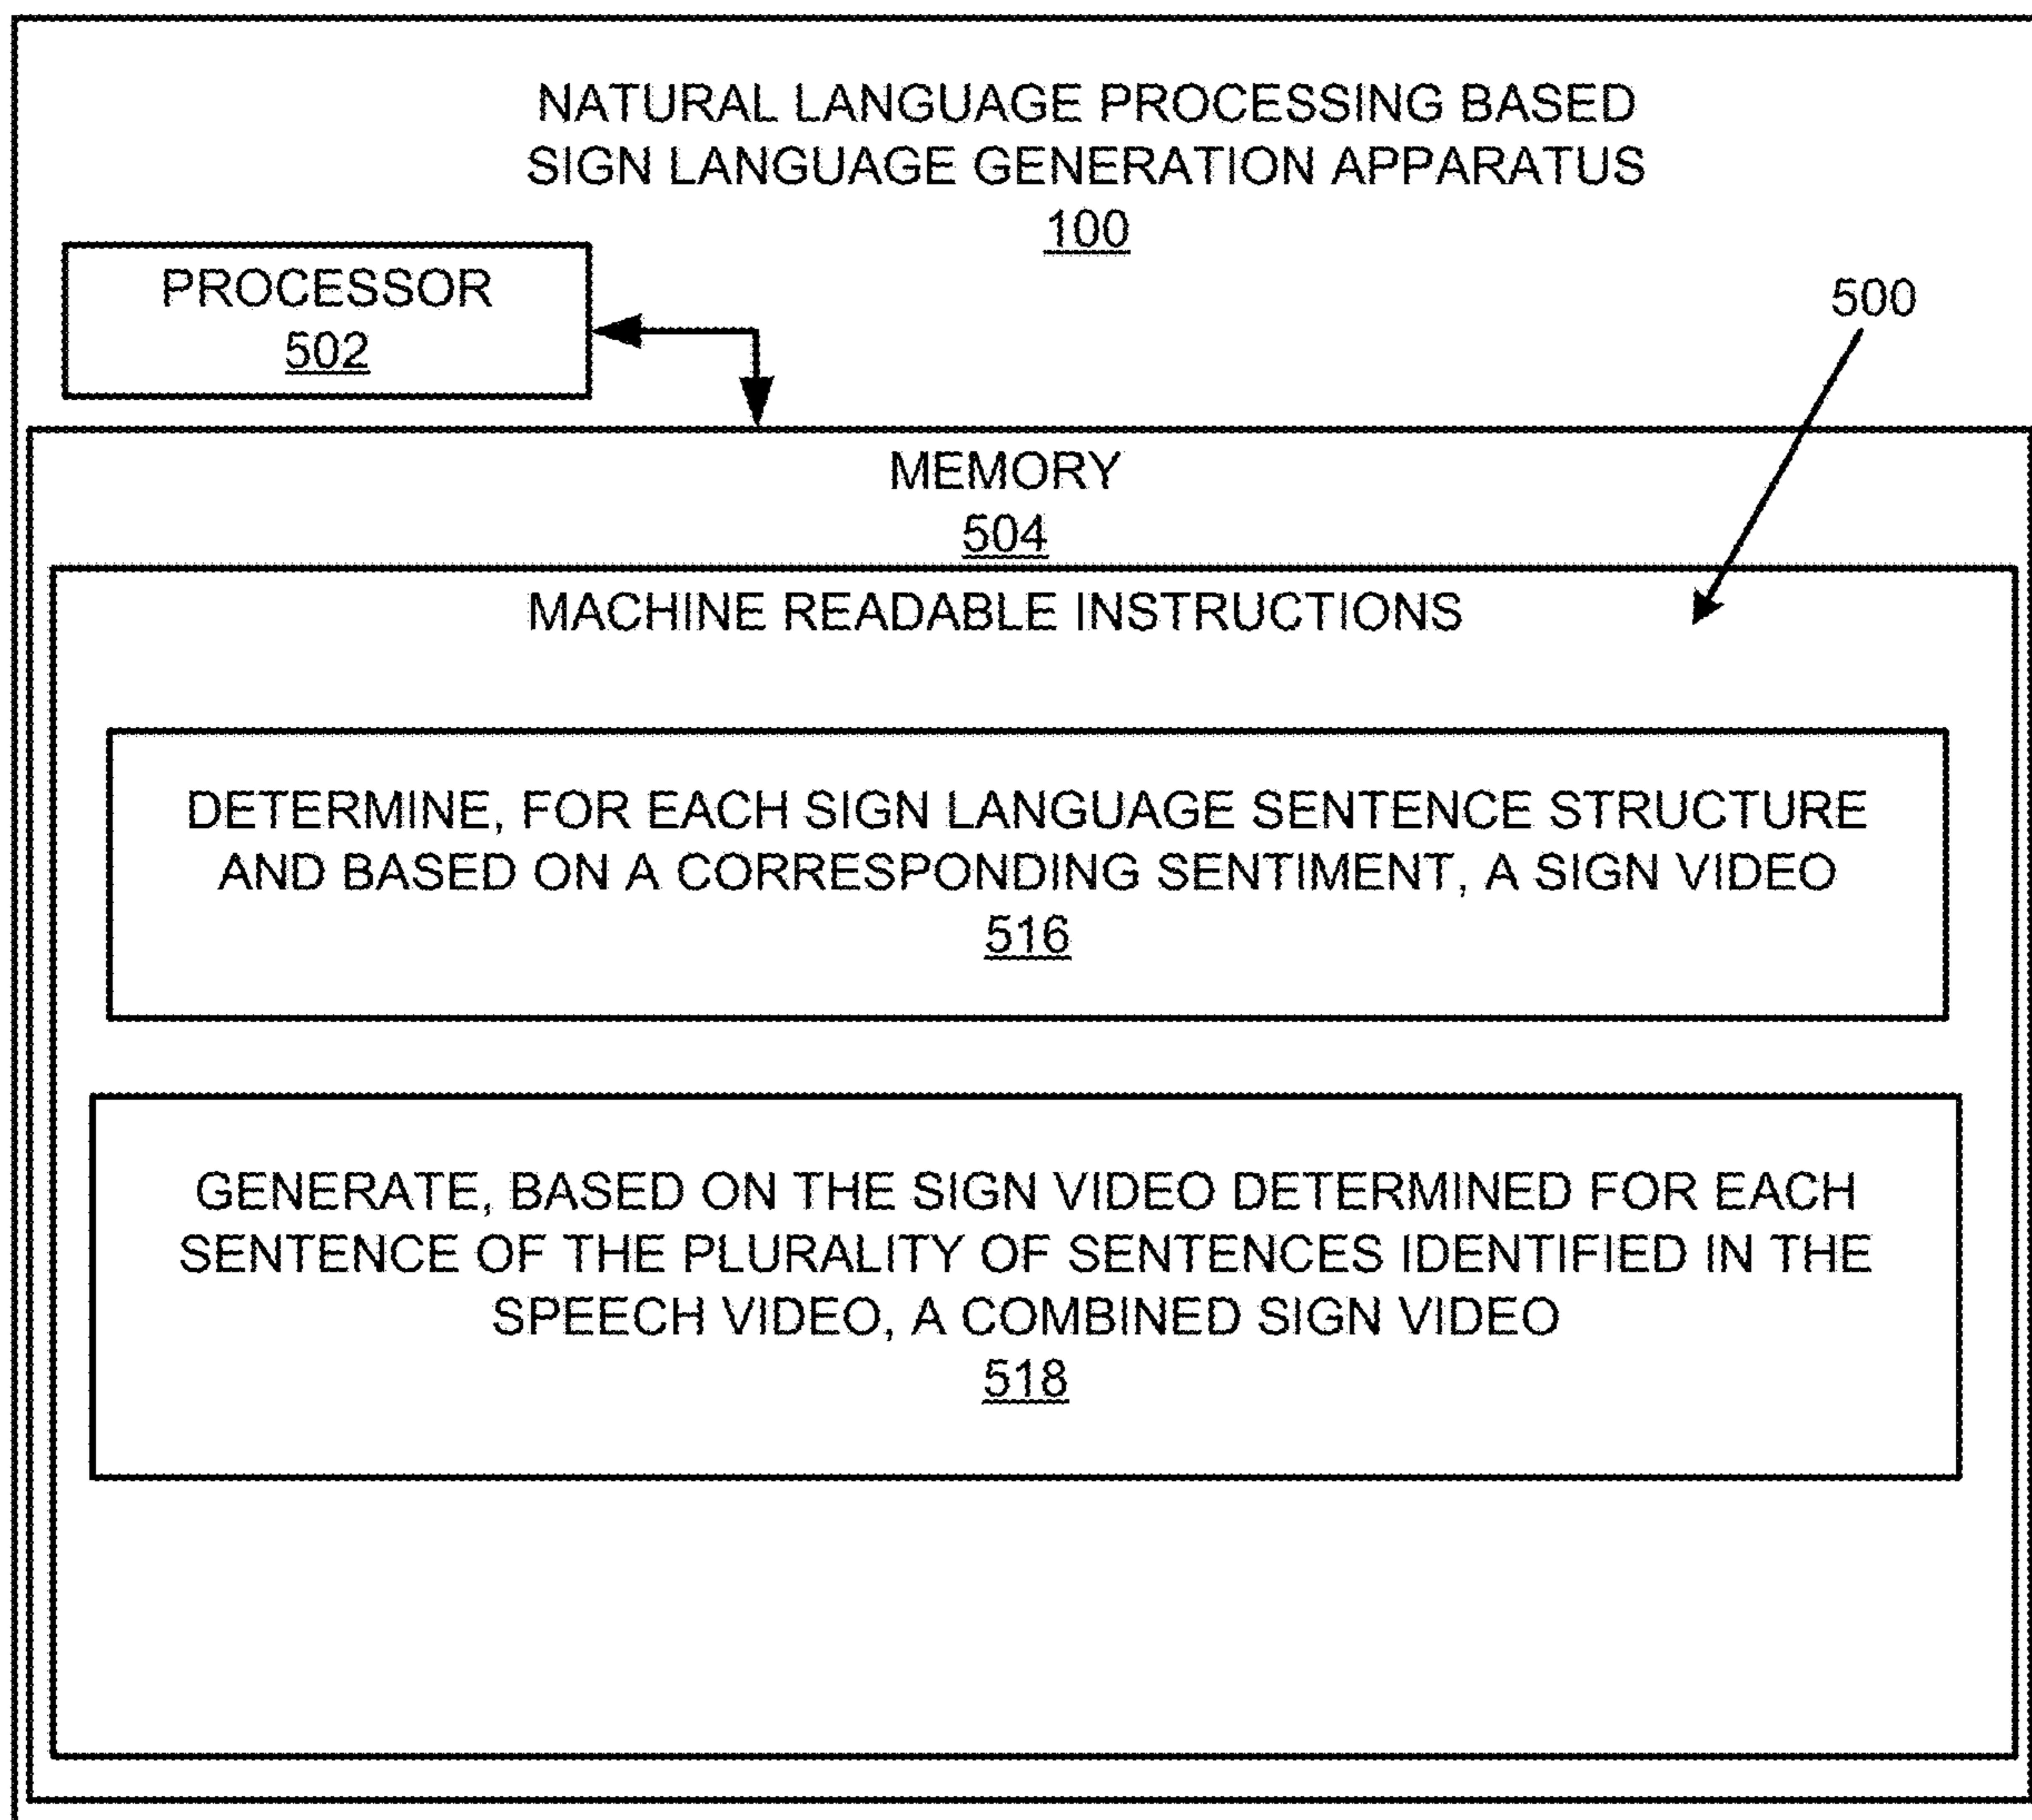 NATURAL LANGUAGE PROCESSING BASED
SIGN LANGUAGE GENERATION APPARATUS
100
PROCESSOR
502
500
MEMORY
504
MACHINE READABLE INSTRUCTIONS
DETERMINE, FOR EACH SIGN LANGUAGE SENTENCE STRUCTURE
AND BASED ON A CORRESPONDING SENTIMENT, A SIGN VIDEO
516
GENERATE, BASED ON THE SIGN VIDEO DETERMINED FOR EACH
SENTENCE OF THE PLURALITY OF SENTENCES IDENTIFIED IN THE
SPEECH VIDEO, A COMBINED SIGN VIDEO
518